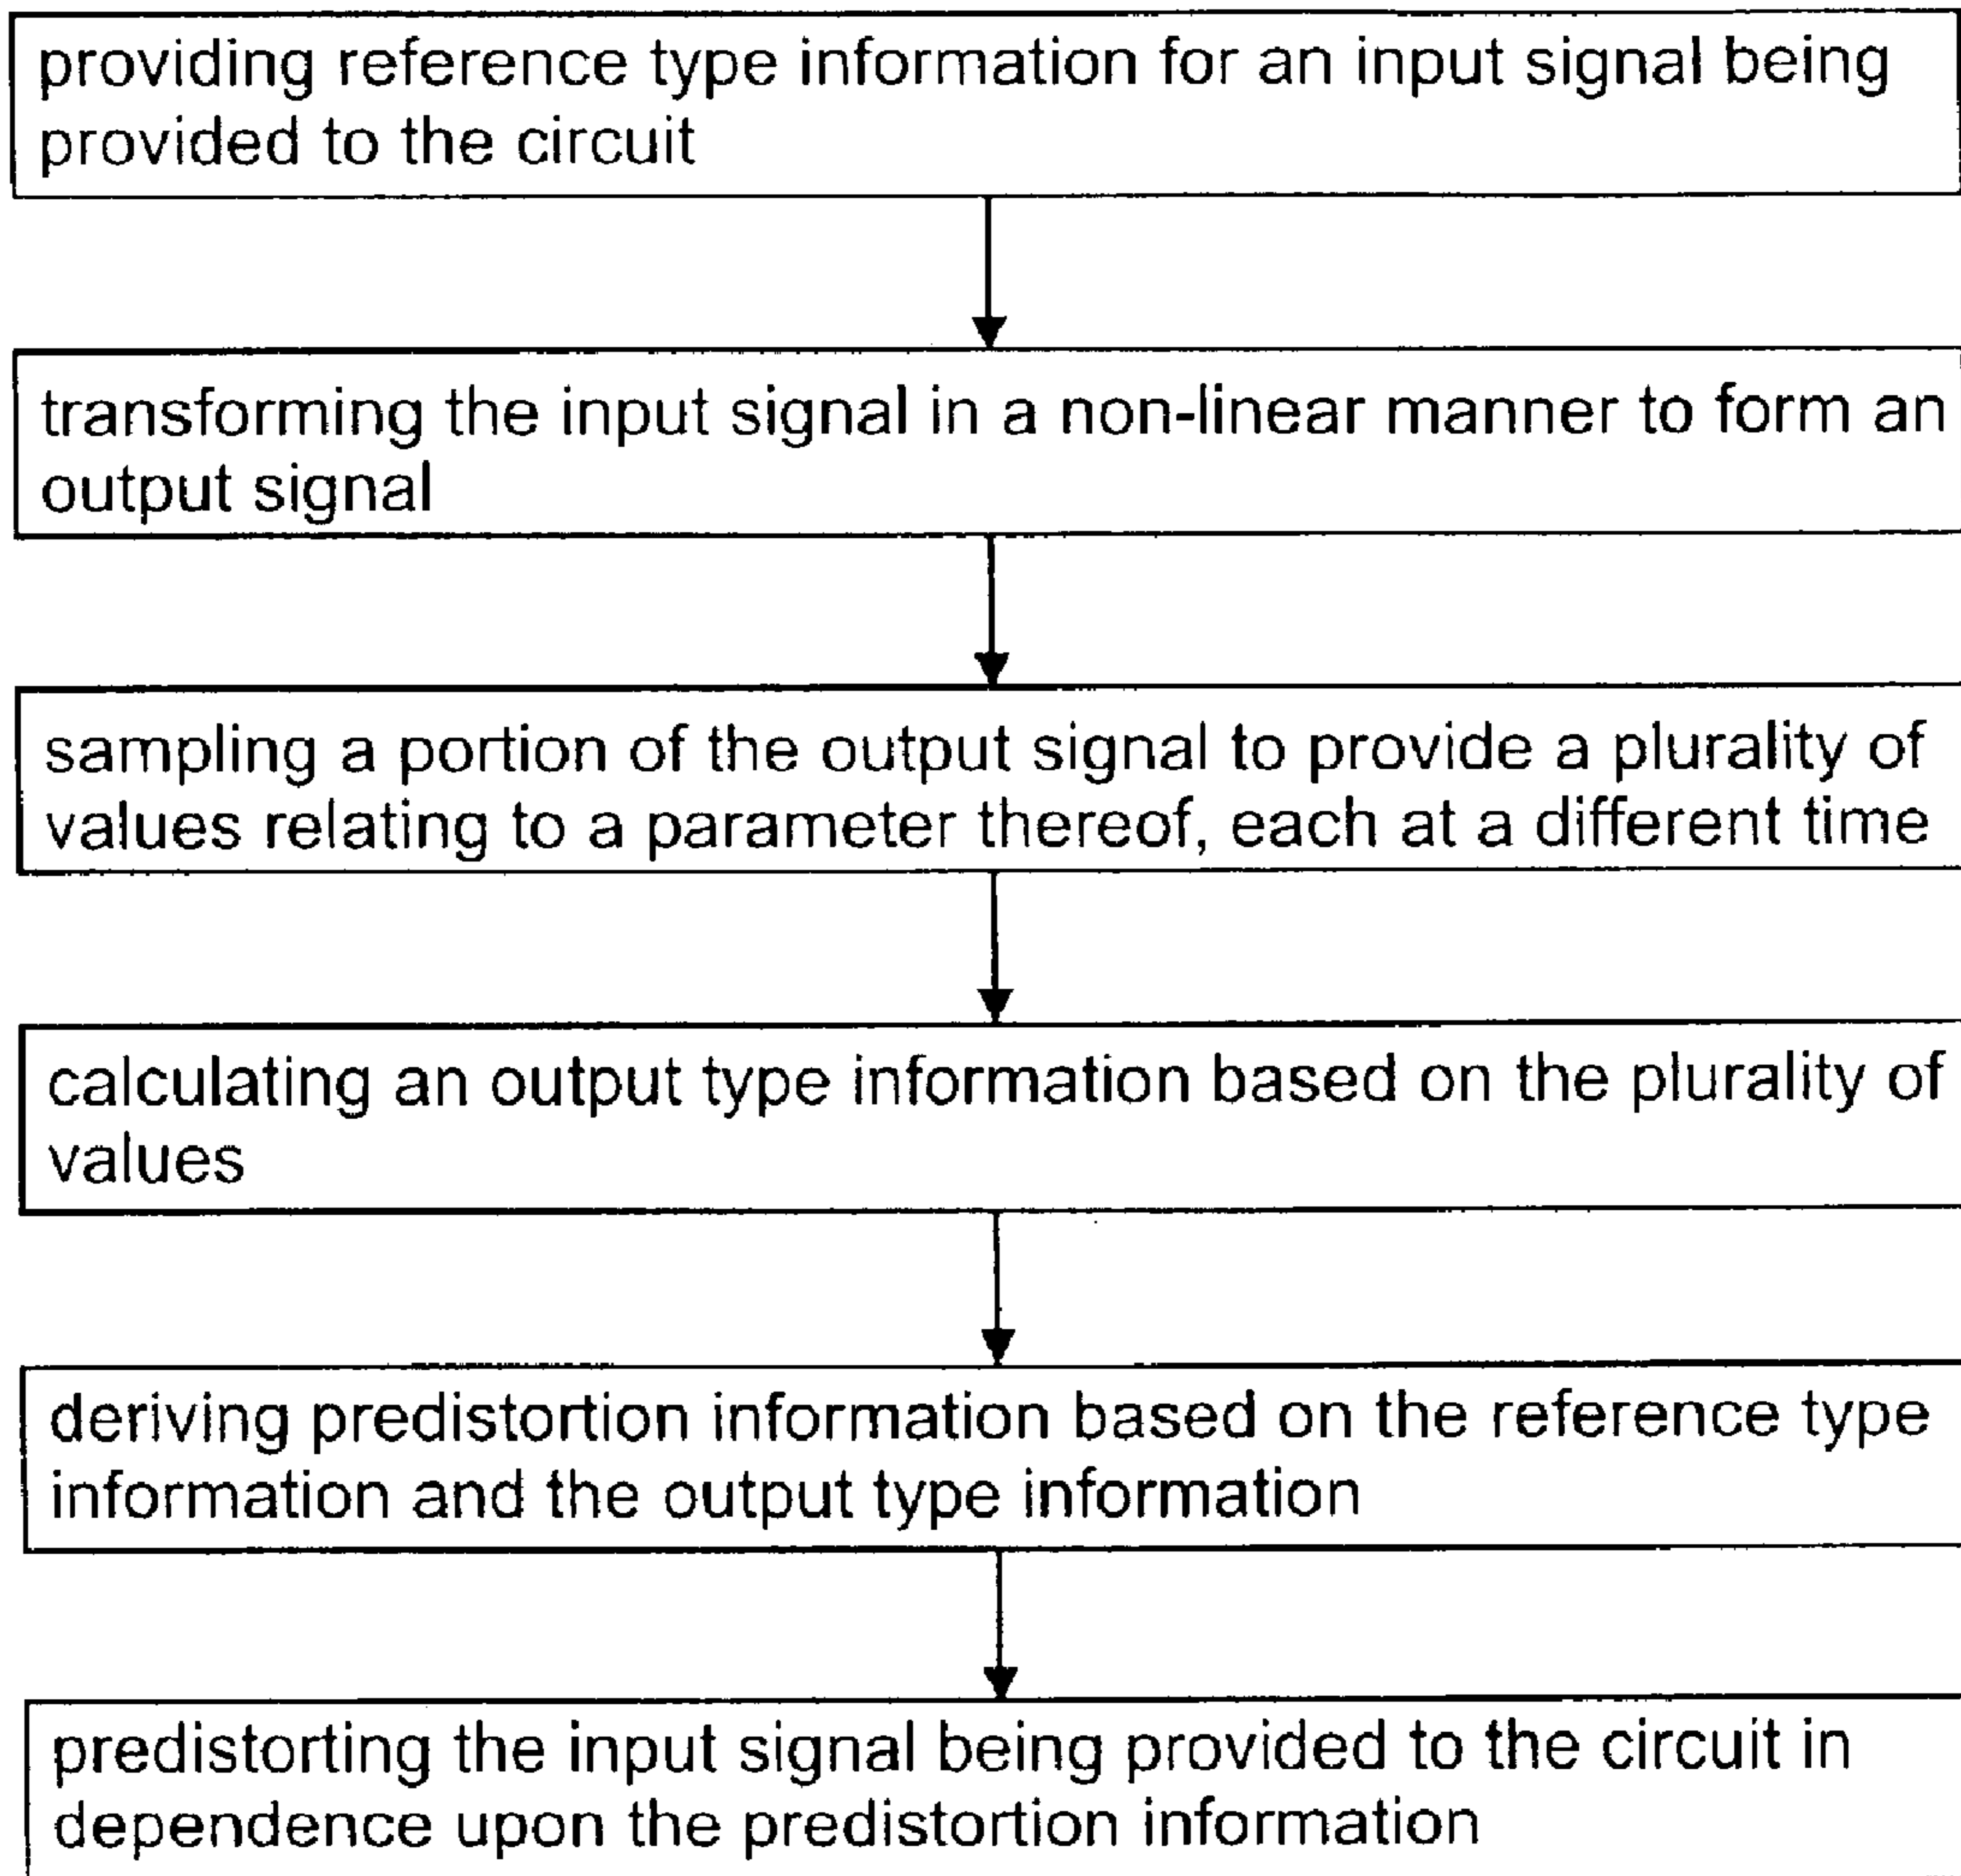 providing reference type information for an input signal being
provided to the circuit
transforming the input signal in a non-linear manner to form an
output signal
sampling a portion of the output signal to provide a plurality of
values relating to a parameter thereof, each at a different time
calculating an output type information based on the plurality of
values
deriving predistortion information based on the reference type
information and the output type information
predistorting the input signal being provided to the circuit in
dependence upon the predistortion information